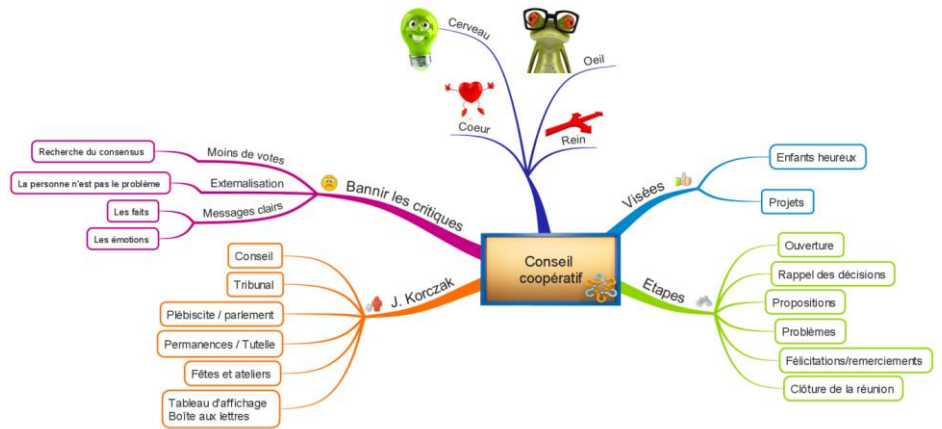 Conseil
coopératif
Cerveau
Coeur
Oeil
Rein
Visées
Enfants heureux
Projets
Etapes
Ouverture
Rappel des décisions
Propositions
Problèmes
Félicitations/remerciements
Clôture de la réunion
Bannir les critiques
Moins de votes
Recherche du consensus
Externalisation
La personne n'est pas le problème
Messages clairs
Les faits
Les émotions
J. Korczak
Conseil
Tribunal
Plébiscite / parlement
Permanences / Tutelle
Fêtes et ateliers
Tableau d'affichage
Boîte aux lettres